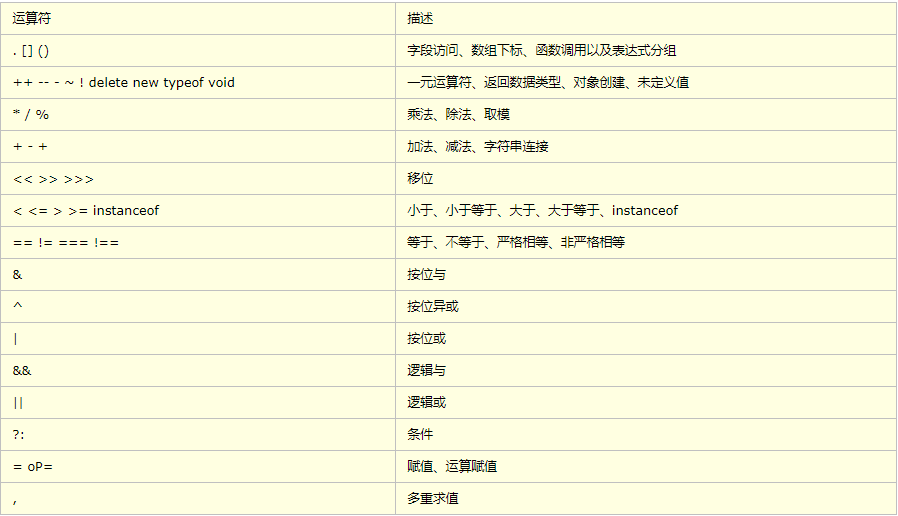 运算符 描述
. [] () 字段访问、数组下标、函数调用以及表达式分组
++ -- - ~ ! delete new typeof void 一元运算符、返回数据类型、对象创建、未定义值
* / % 乘法、除法、取模
+ - + 加法、减法、字符串连接
<< >> >>> 移位
< <= > >= instanceof 小于、小于等于、大于、大于等于、instanceof
== != === !== 等于、不等于、严格相等、非严格相等
& 按位与
^ 按位异或
| 按位或
&& 逻辑与
|| 逻辑或
?: 条件
= oP= 赋值、运算赋值
, 多重求值